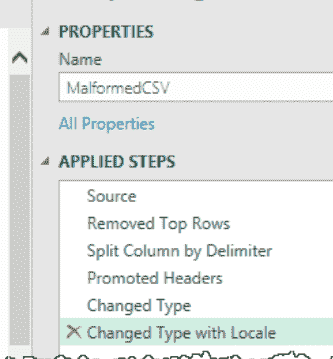 PROPERTIES
Name
MalformedCSV
All Properties
APPLIED STEPS
Source
Removed Top Rows
Split Column by Delimiter
Promoted Headers
Changed Type
Changed Type with Locale